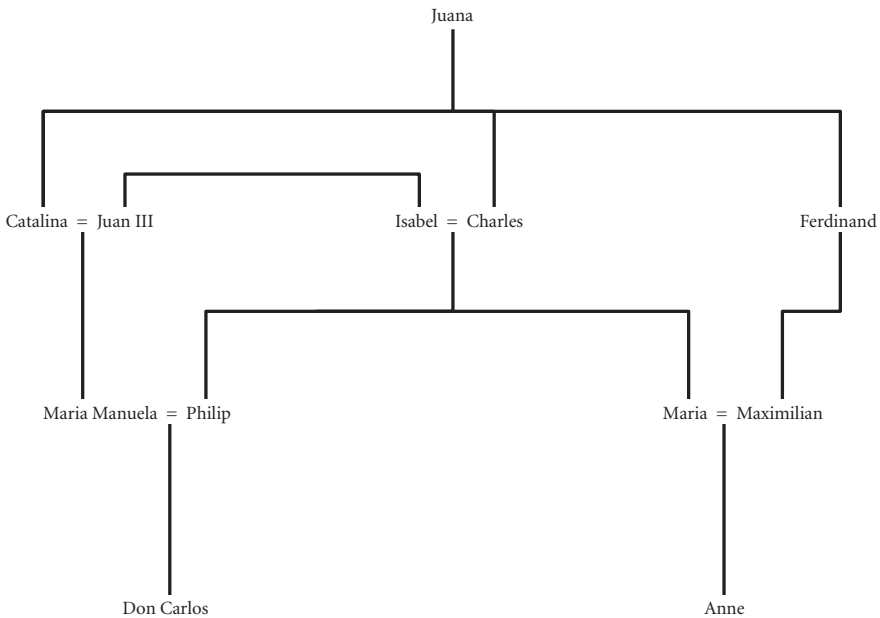 Juana
Catalina = Juan III
Isabel = Charles
Ferdinand
Maria Manuela = Philip
Maria = Maximilian
Don Carlos
Anne